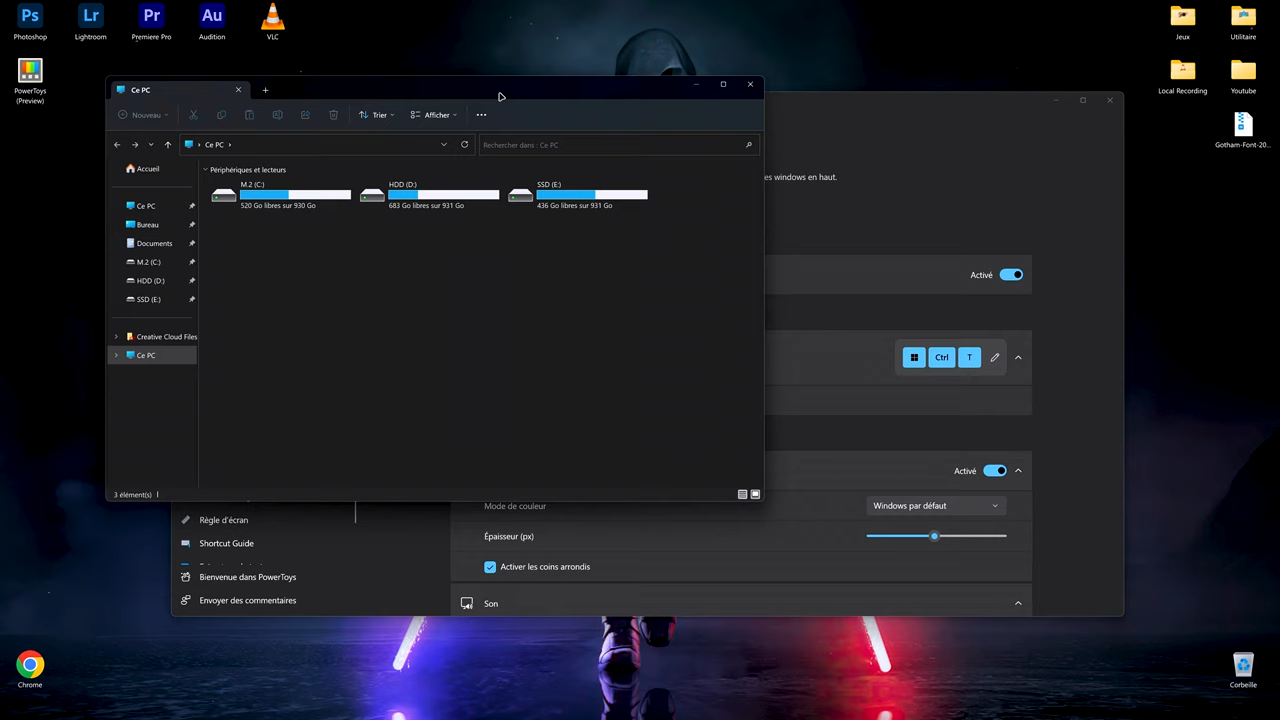 Ps
Photoshop
Lr
Lightroom
Pr
Premiere Pro
Au
Audition
VLC
Jeux
Utilitaire
PowerToys
(Preview)
Local Recording
Youtube
Gotham-Font-20...
Ce PC
Nouveau
Trier
Afficher
Ce PC
Rechercher dans : Ce PC
Accueil
Ce PC
Bureau
Documents
M.2 (C:)
HDD (D:)
SSD (E:)
Creative Cloud Files
Ce PC
Périphériques et lecteurs
M.2 (C:)
520 Go libres sur 930 Go
HDD (D:)
683 Go libres sur 931 Go
SSD (E:)
436 Go libres sur 931 Go
3 élément(s)
es windows en haut.
Activé
Ctrl
T
Activé
Mode de couleur
Windows par défaut
Épaisseur (px)
Activer les coins arrondis
Son
Règle d'écran
Shortcut Guide
Bienvenue dans PowerToys
Envoyer des commentaires
Chrome
Corbeille